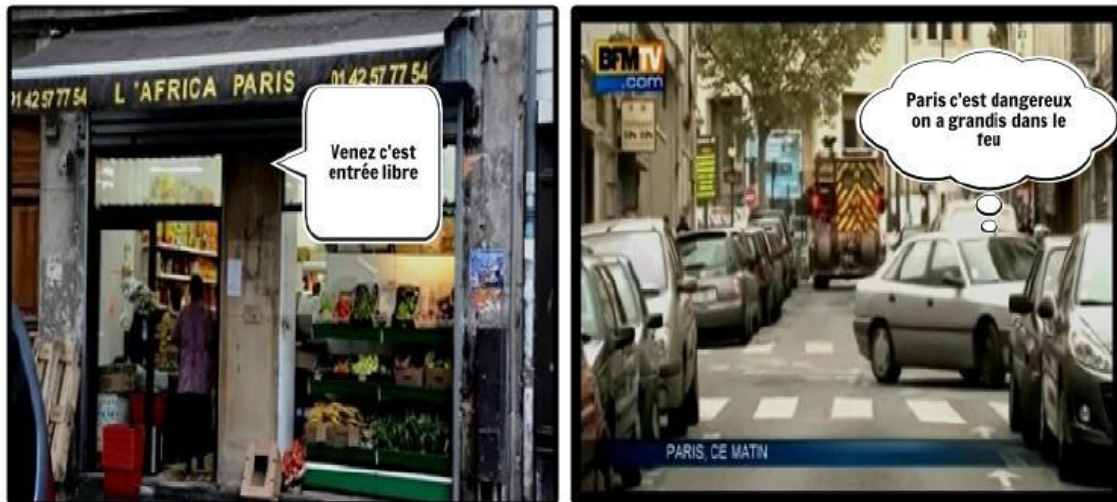 L 'AFRICA PARIS
01 42 57 77 54
01 42 57 77 54
Venez c'est
entrée libre
BFMTV
.com
Paris c'est dangereux
on a grandis dans le
feu
PARIS, CE MATIN